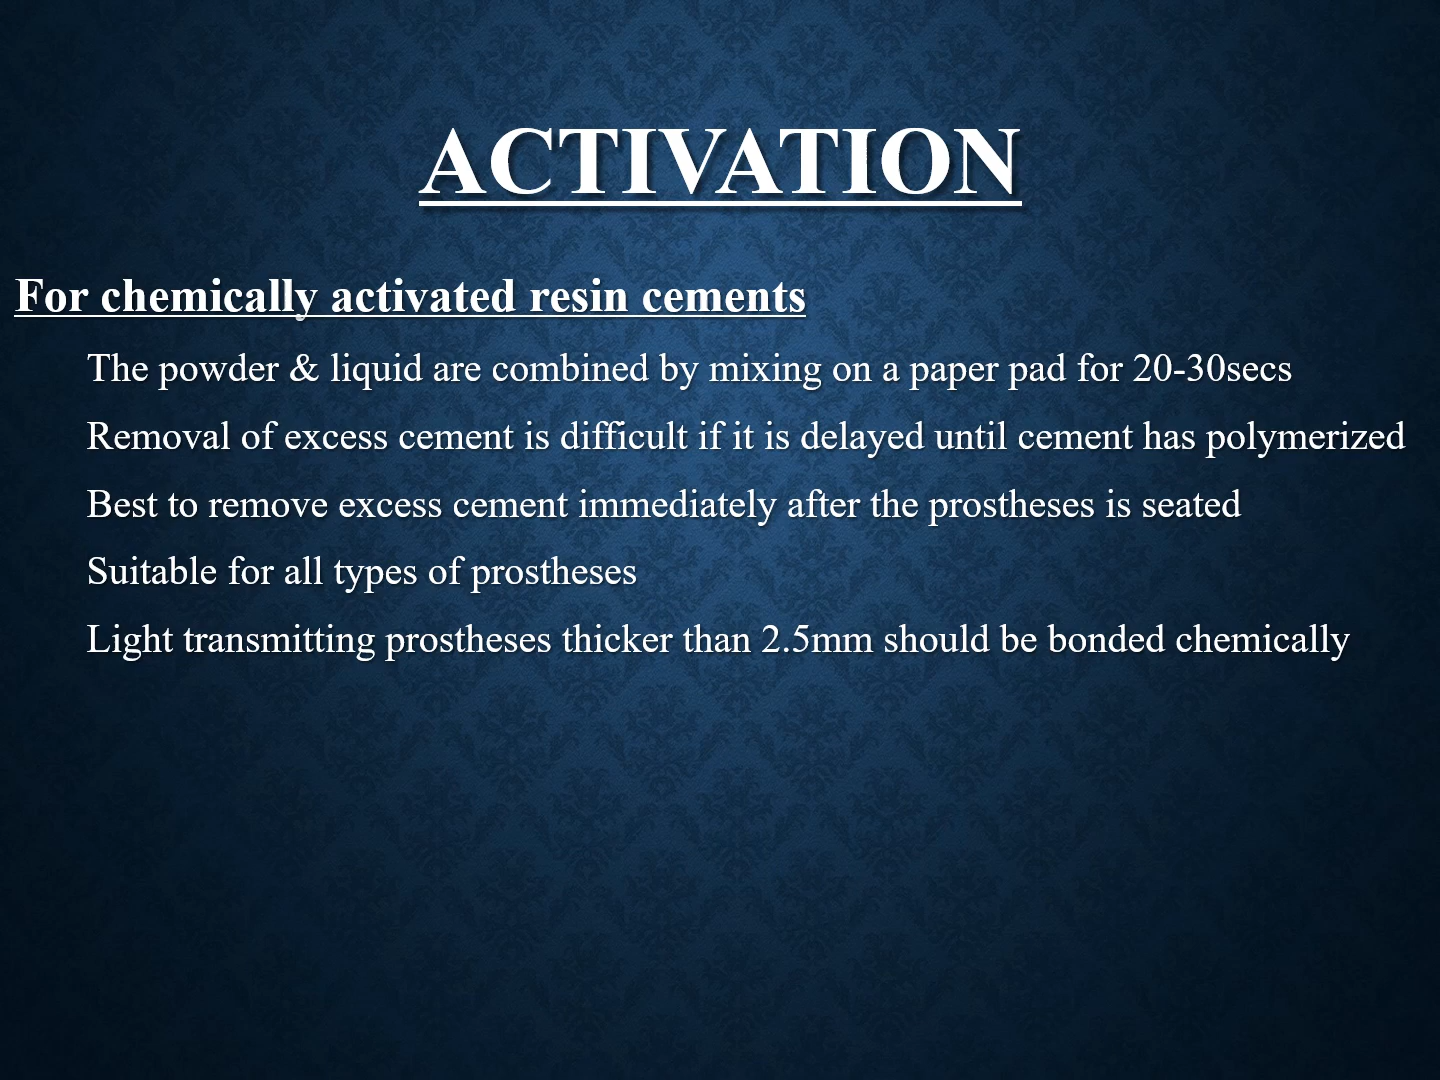 ACTIVATION
For chemically activated resin cements
The powder & liquid are combined by mixing on a paper pad for 20-30secs
Removal of excess cement is difficult if it is delayed until cement has polymerized
Best to remove excess cement immediately after the prostheses is seated
Suitable for all types of prostheses
Light transmitting prostheses thicker than 2.5mm should be bonded chemically